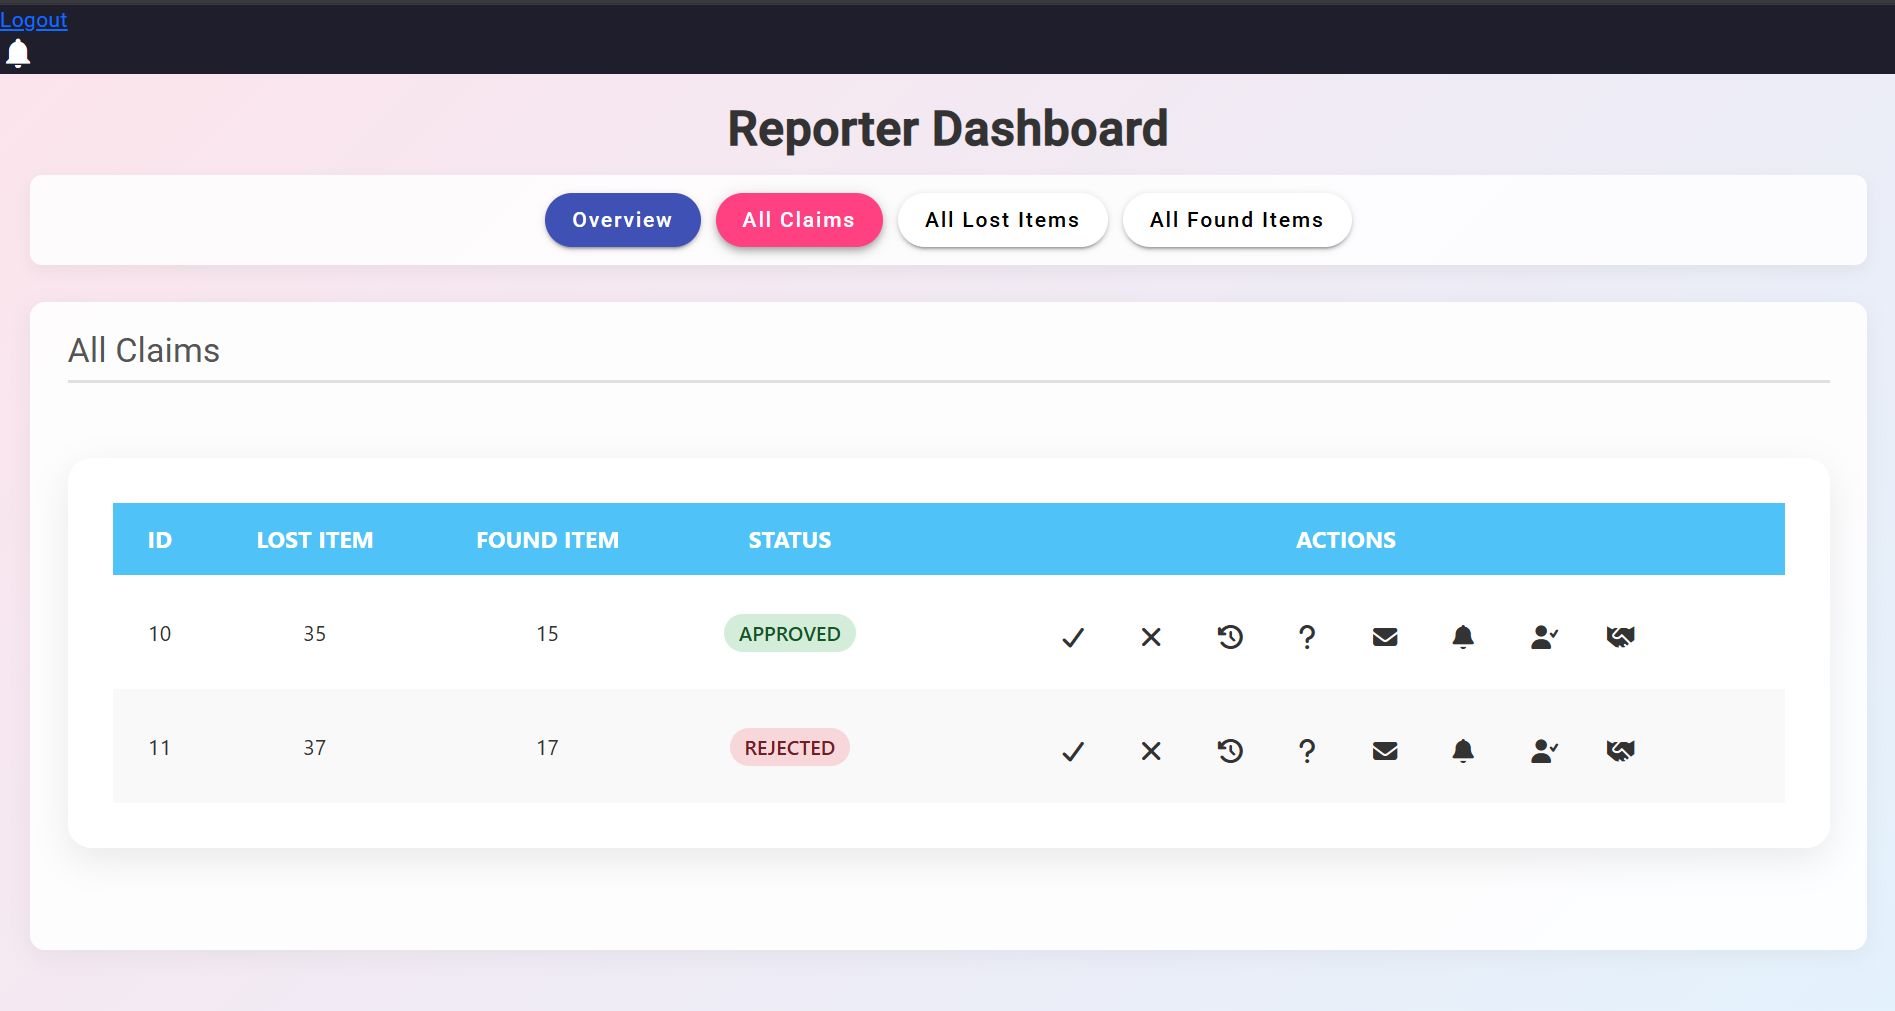 Logout
Reporter Dashboard
Overview All Claims All Lost Items All Found Items
All Claims
ID LOST ITEM FOUND ITEM STATUS ACTIONS
10 35 15 APPROVED
11 37 17 REJECTED